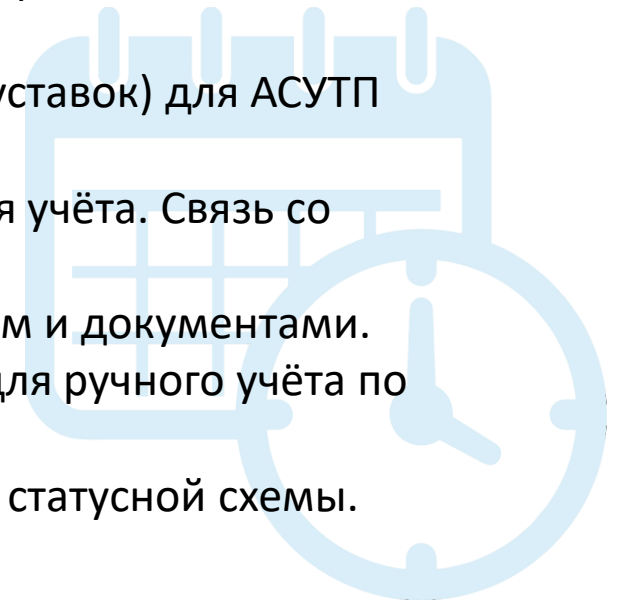 уставок) для АСУТП
я учёта. Связь со
м и документами.
для ручного учёта по
статусной схемы.